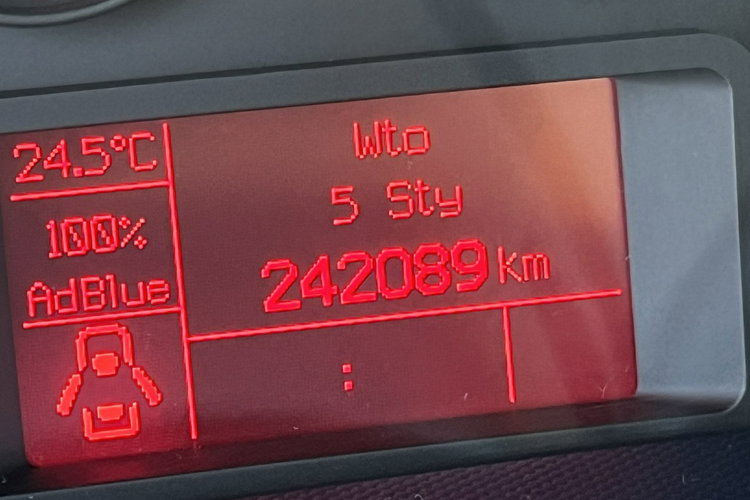 24.5°C
100%
AdBlue
Wto
5 Sty
242089 km
: